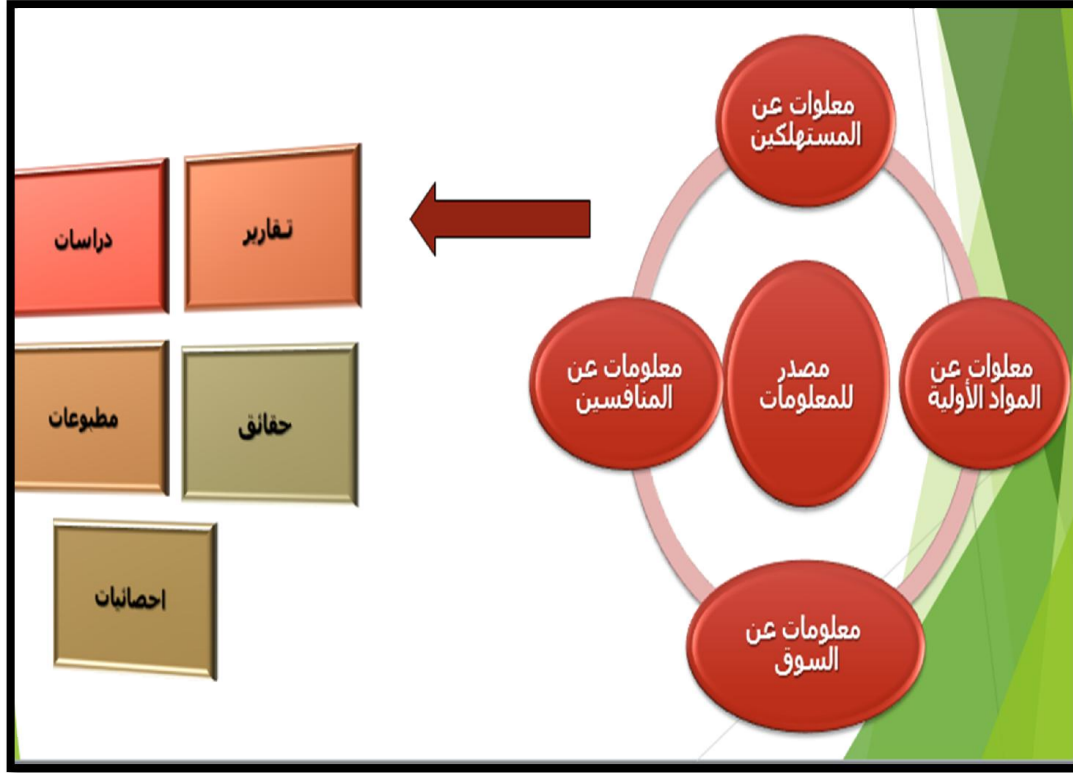 معلوات عن
المستهلكين
معلوات عن
المواد الأولية
مصدر
للمعلومات
معلومات عن
المنافسين
معلومات عن
السوق
تقارير
دراسات
حقائق
مطبوعات
احصائيات